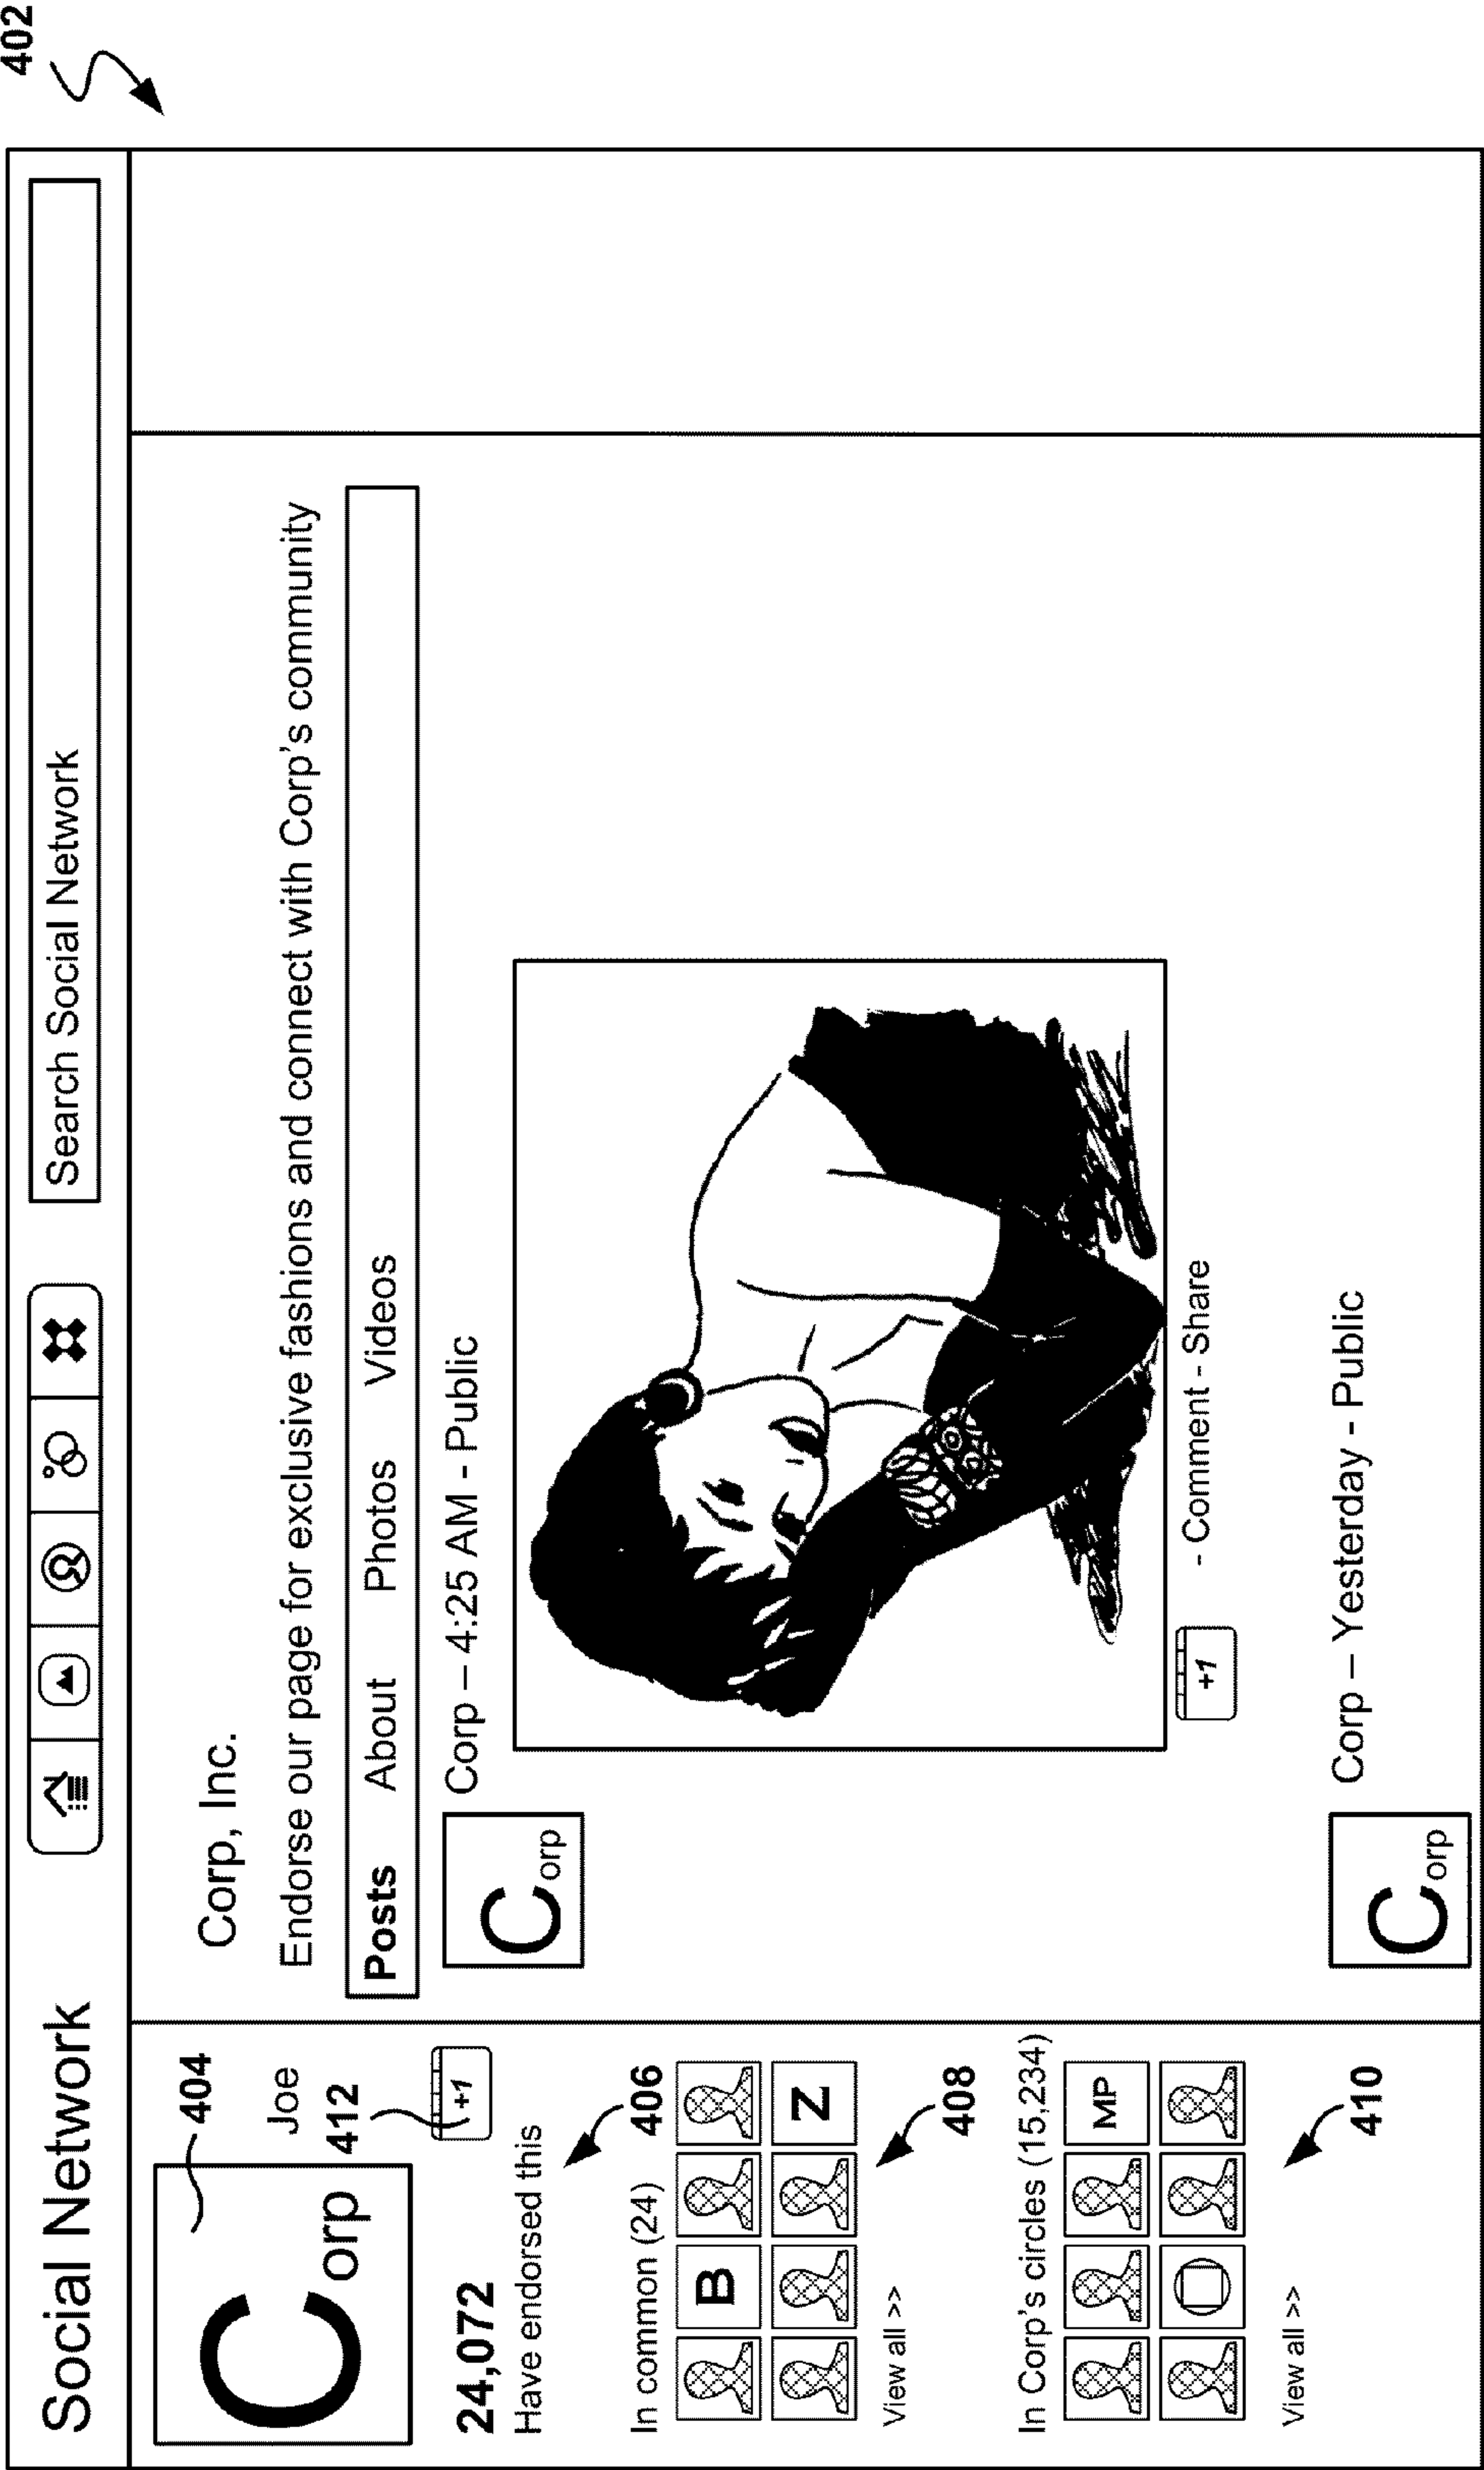 402
Social Network
Search Social Network
Corp
404
Joe
412
+1
24,072
Have endorsed this
406
In common (24)
B
Z
View all >>
408
In Corp's circles (15,234)
MP
View all >>
410
Corp, Inc.
Endorse our page for exclusive fashions and connect with Corp's community
Posts About Photos Videos
Corp
Corp – 4:25 AM - Public
+1 - Comment - Share
Corp
Corp – Yesterday - Public